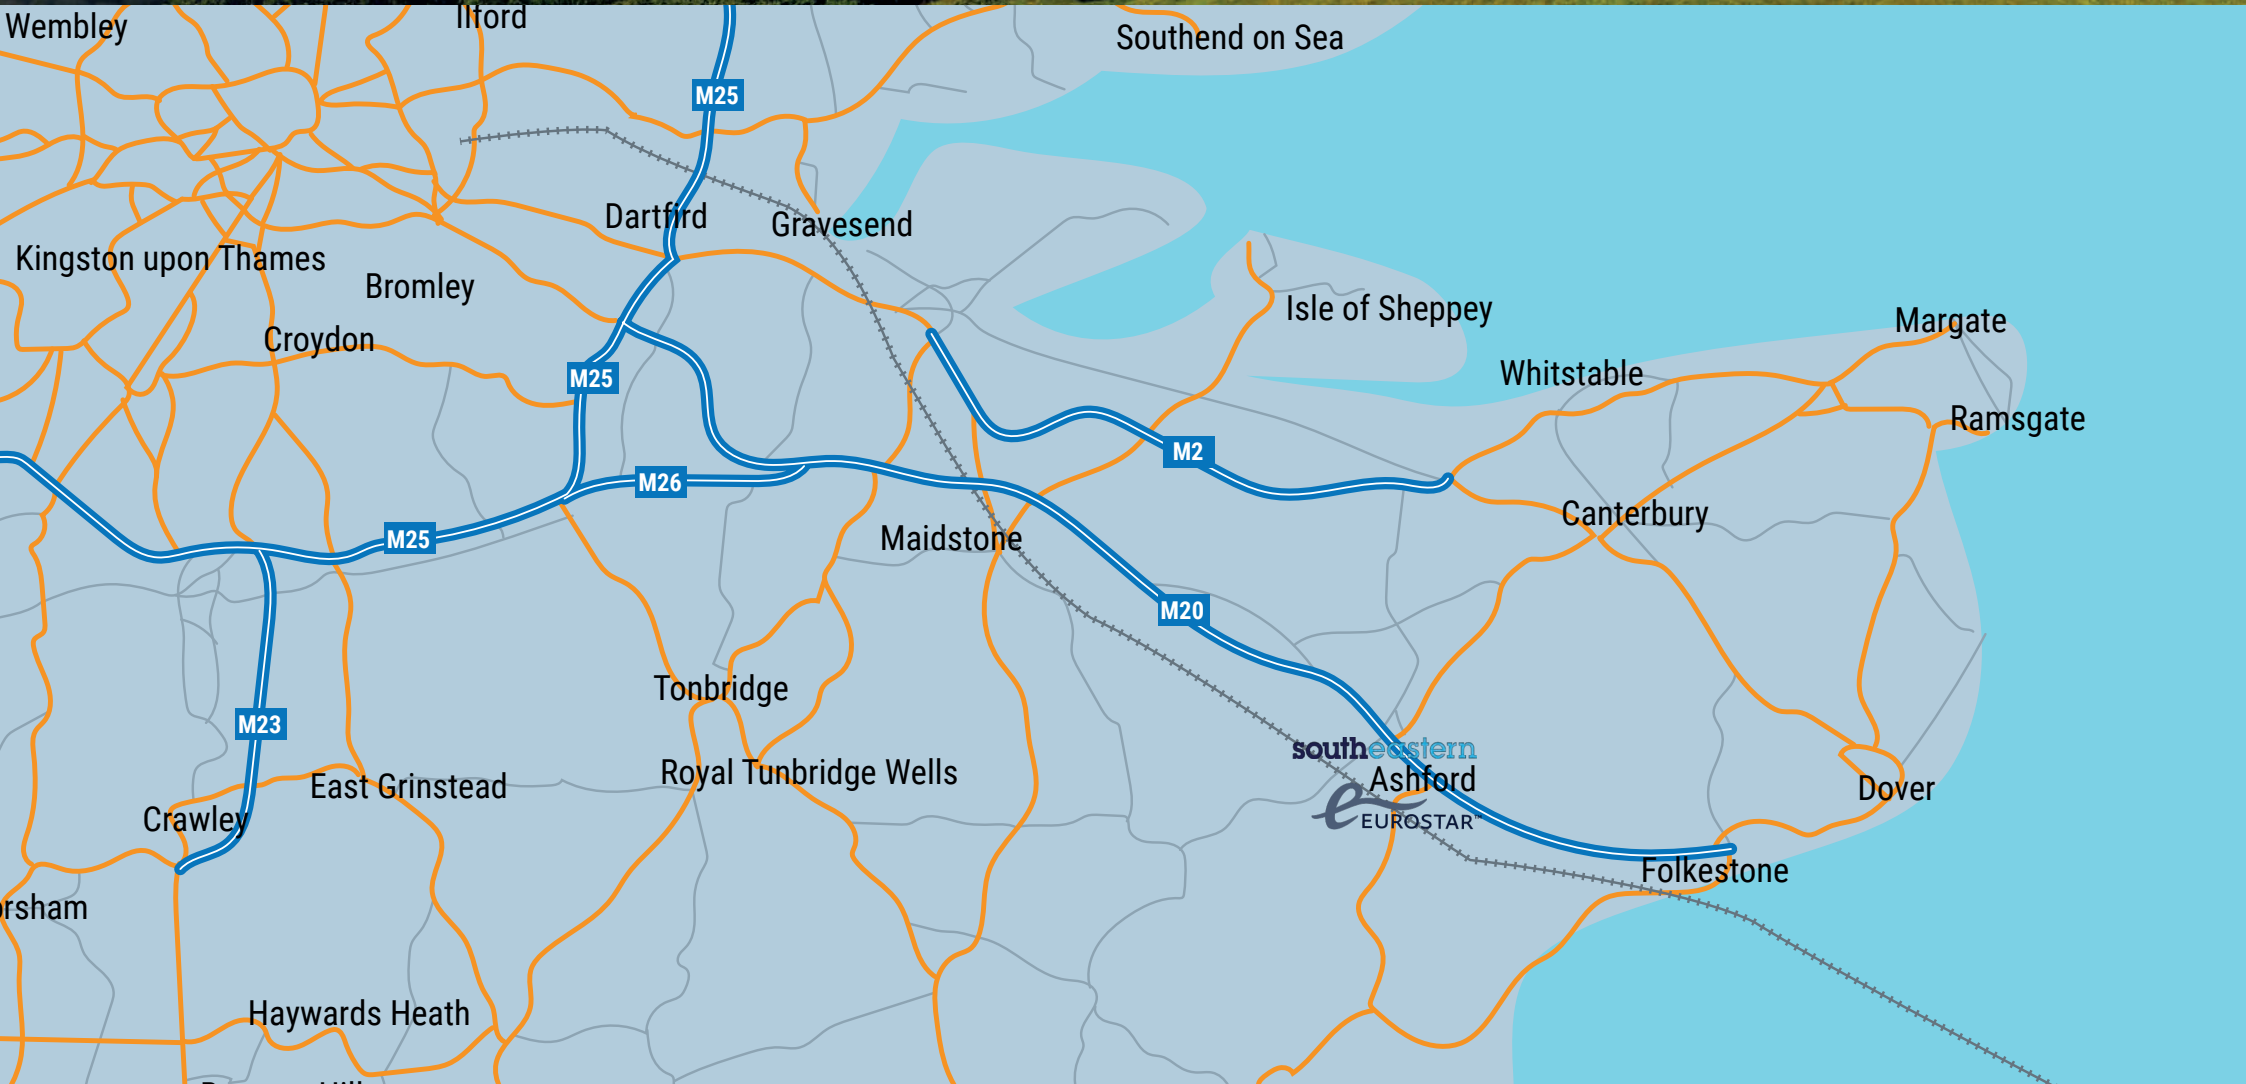 Wembley
Ilford
Southend on Sea
M25
Dartfird
Gravesend
Kingston upon Thames
Bromley
Isle of Sheppey
Margate
Croydon
Whitstable
M25
Ramsgate
M2
M26
Canterbury
M25
Maidstone
M20
Tonbridge
M23
southeastern
Royal Tunbridge Wells
Ashford
East Grinstead
Dover
Crawley
e
EUROSTAR™
Folkestone
orsham
Haywards Heath